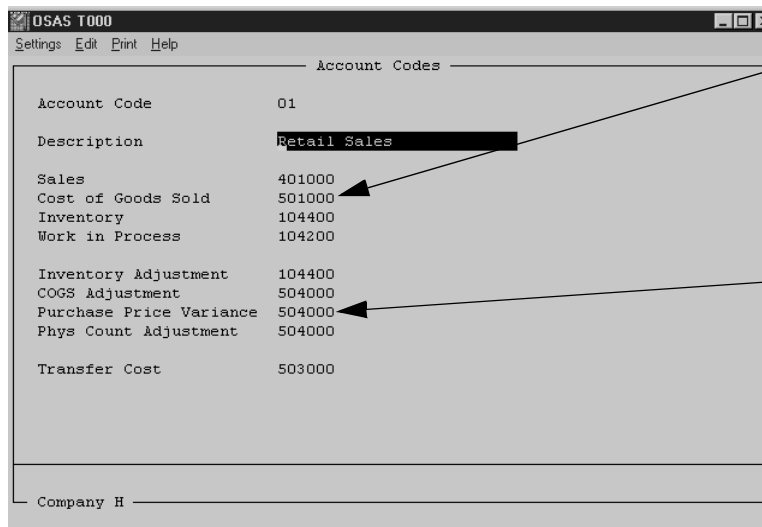 OSAS T000
Settings Edit Print Help
Account Codes
Account Code 01
Description Retail Sales
Sales 401000
Cost of Goods Sold 501000
Inventory 104400
Work in Process 104200
Inventory Adjustment 104400
COGS Adjustment 504000
Purchase Price Variance 504000
Phys Count Adjustment 504000
Transfer Cost 503000
Company H